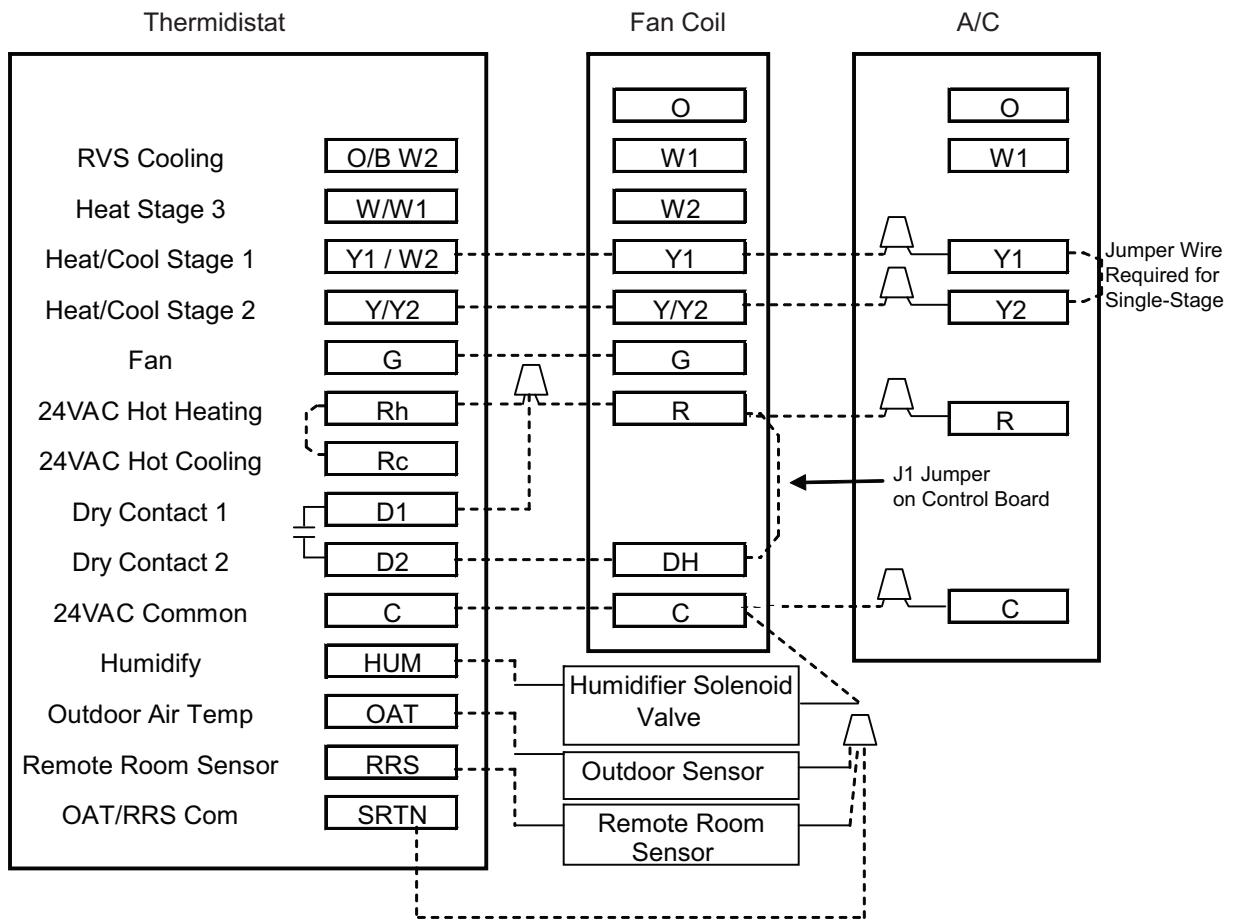 Thermidistat
Fan Coil
A/C
O
O
RVS Cooling
O/B W2
W1
W1
Heat Stage 3
W/W1
W2
Heat/Cool Stage 1
Y1 / W2
Y1
Y1
Jumper Wire
Required for
Single-Stage
Heat/Cool Stage 2
Y/Y2
Y/Y2
Y2
Fan
G
G
24VAC Hot Heating
Rh
R
R
24VAC Hot Cooling
Rc
J1 Jumper
on Control Board
Dry Contact 1
D1
Dry Contact 2
D2
DH
24VAC Common
C
C
C
Humidify
HUM
Humidifier Solenoid
Valve
Outdoor Air Temp
OAT
Outdoor Sensor
Remote Room Sensor
RRS
Remote Room
Sensor
OAT/RRS Com
SRTN